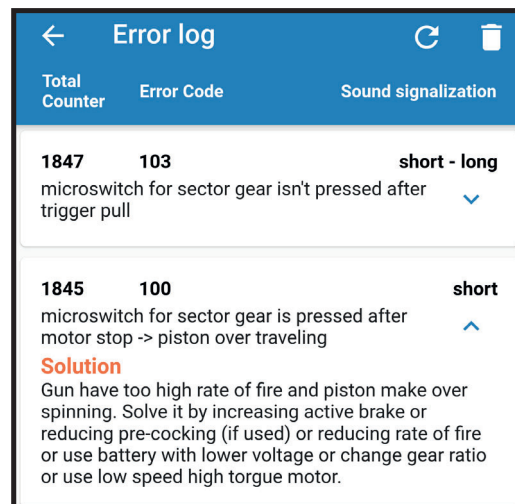 Error log
Total Counter Error Code Sound signalization
1847 103 short - long
microswitch for sector gear isn't pressed after
trigger pull
1845 100 short
microswitch for sector gear is pressed after
motor stop -> piston over traveling
Solution
Gun have too high rate of fire and piston make over
spinning. Solve it by increasing active brake or
reducing pre-cocking (if used) or reducing rate of fire
or use battery with lower voltage or change gear ratio
or use low speed high torgue motor.